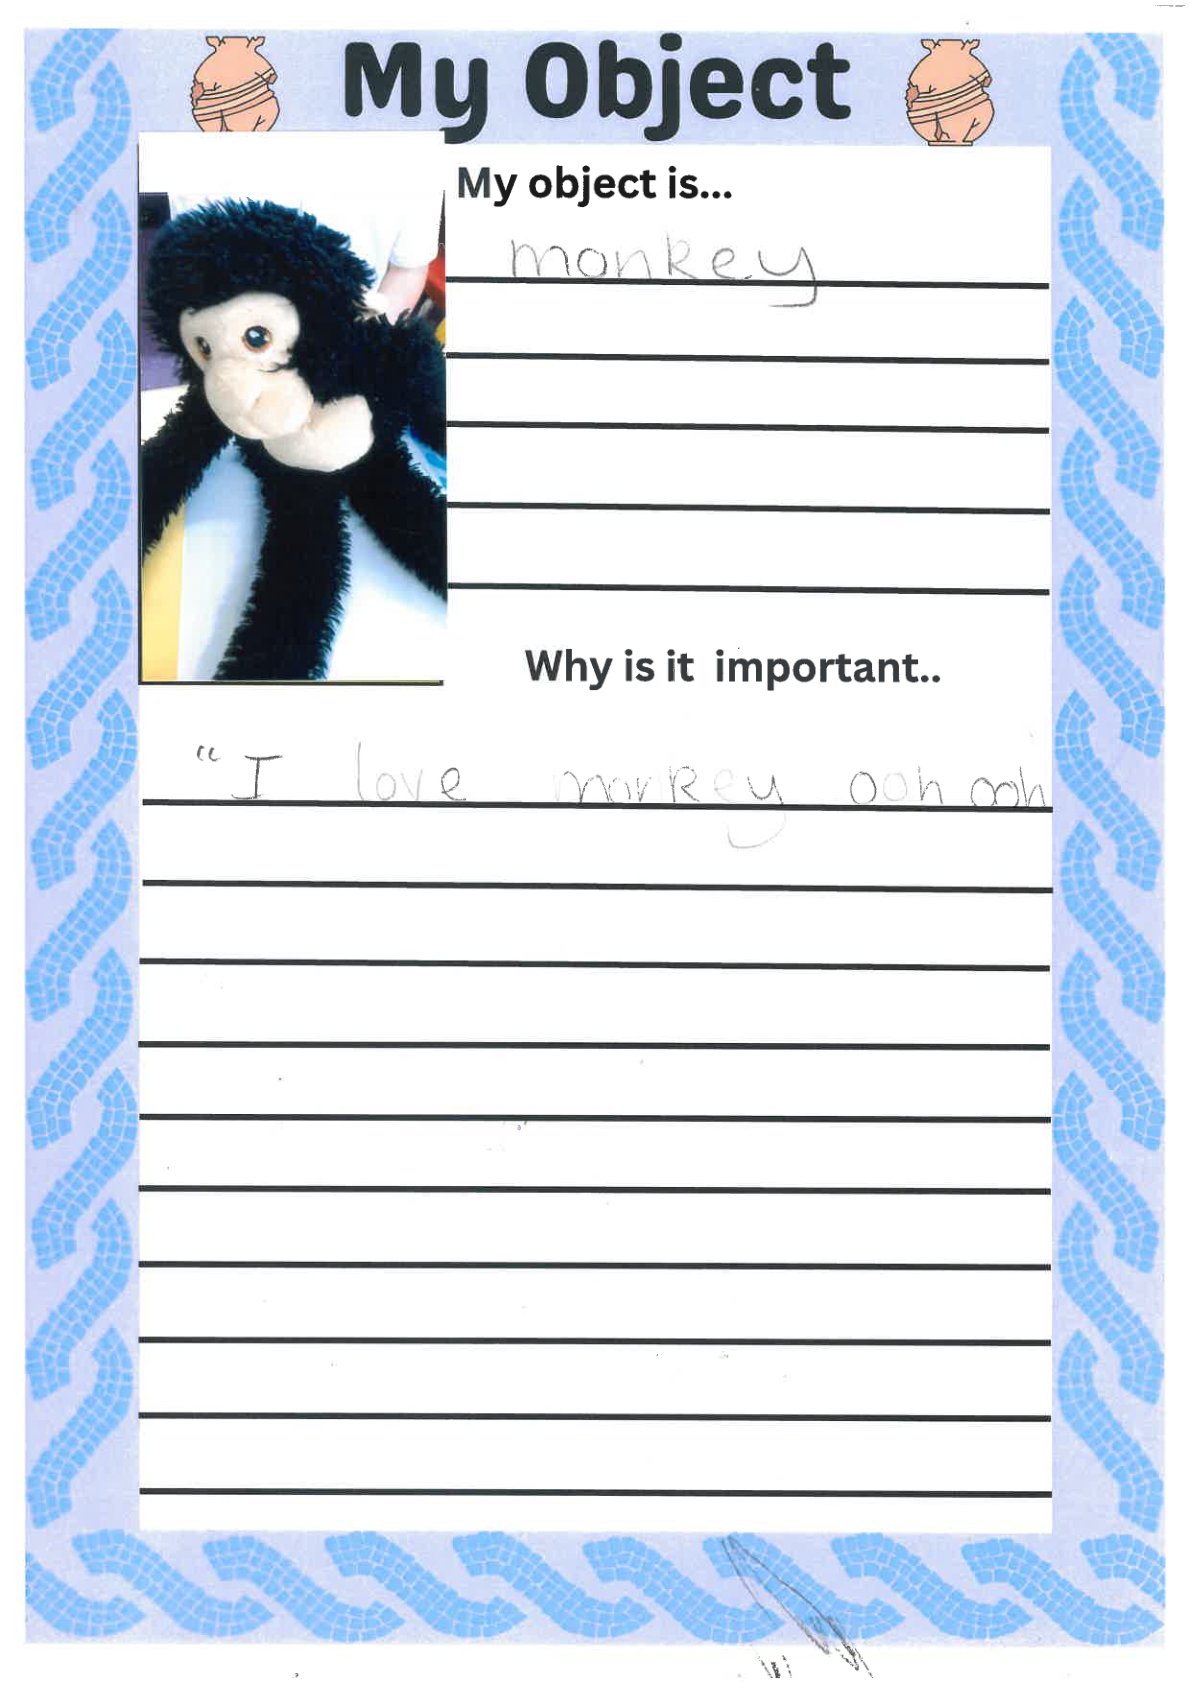 My Object
My object is...
monkey
Why is it important..
“I love monkey ooh ooh